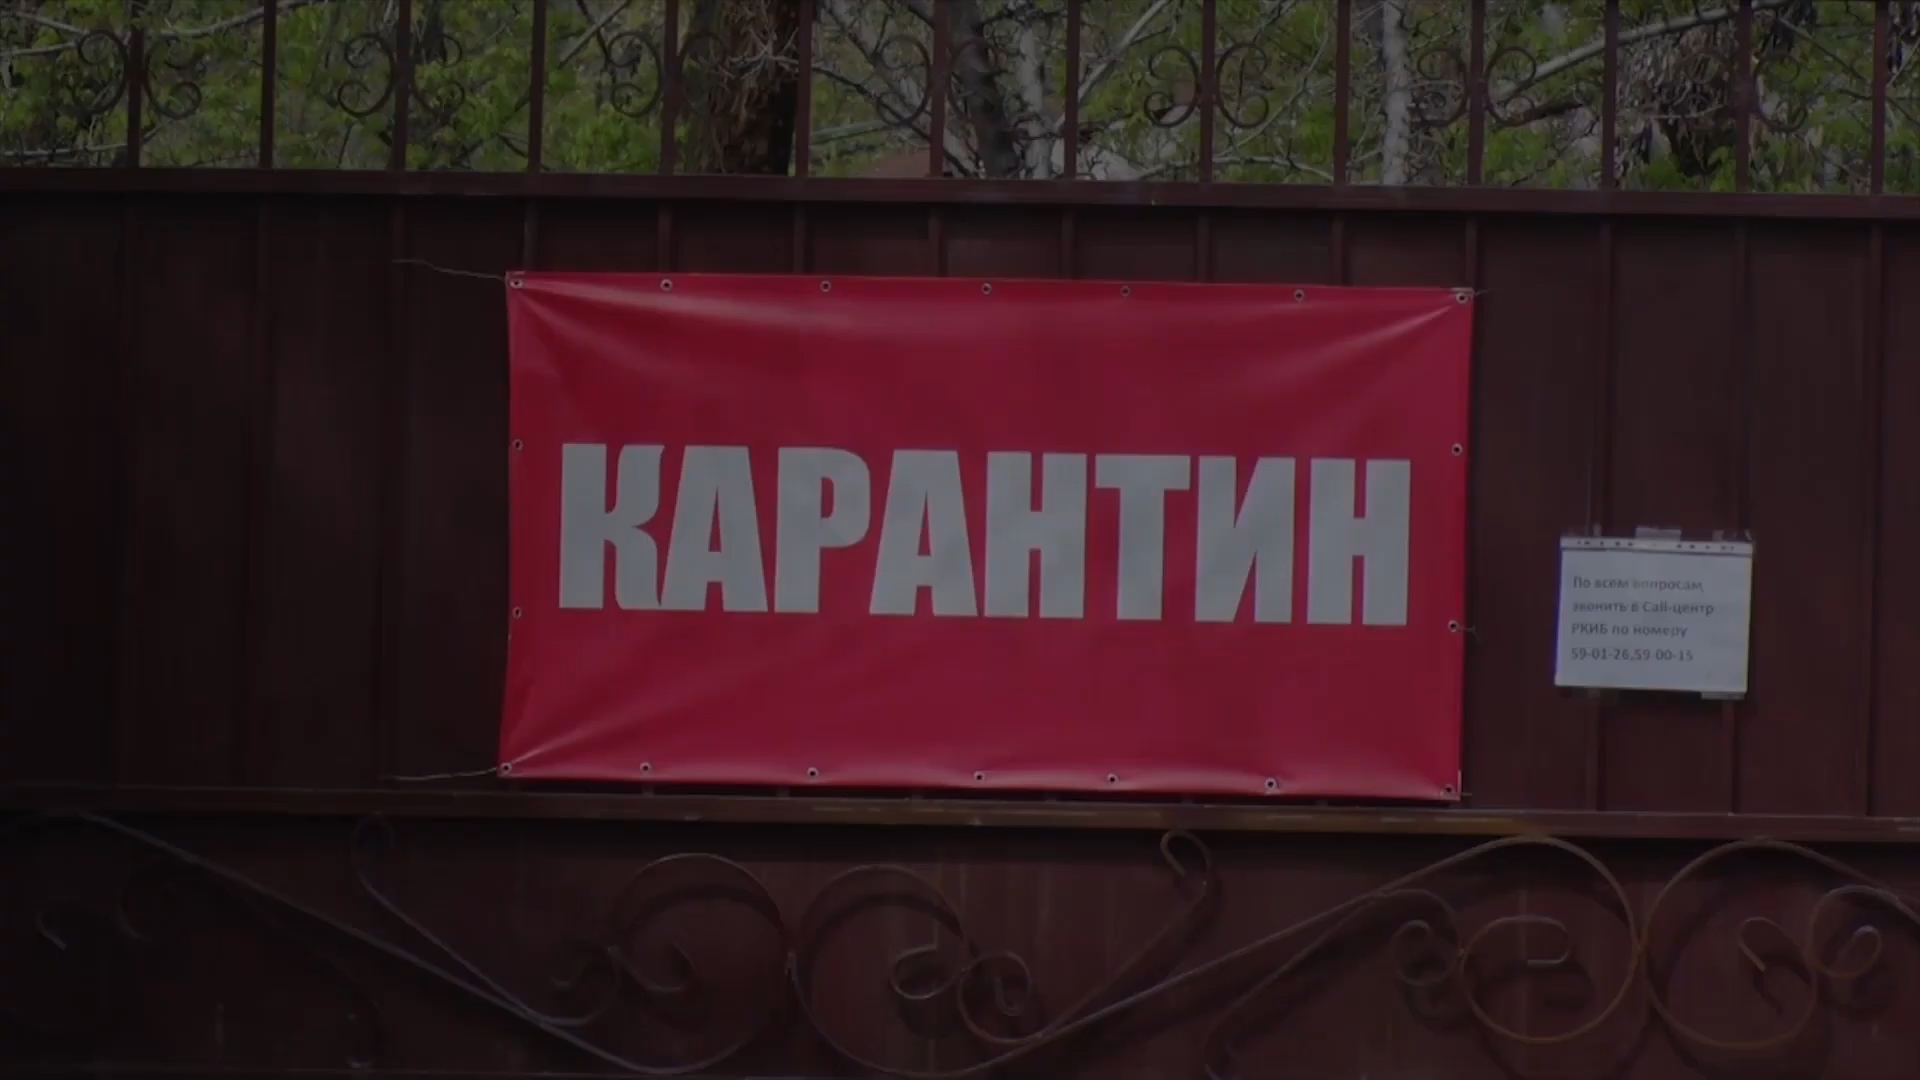 КАРАНТИН
По всем вопросам,
звонить в Call-центр
РКИБ по номеру
59-01-26,59-00-15